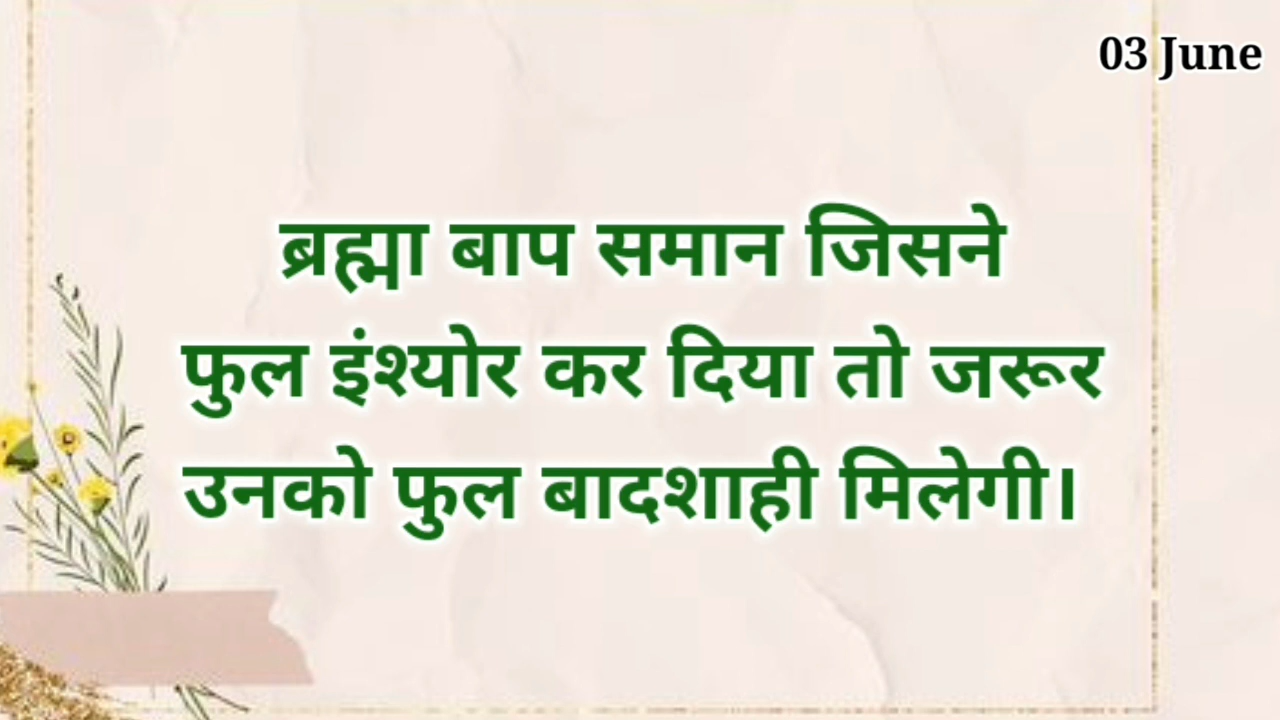 03 June
ब्रह्मा बाप समान जिसने
फुल इंश्योर कर दिया तो जरूर
उनको फुल बादशाही मिलेगी।